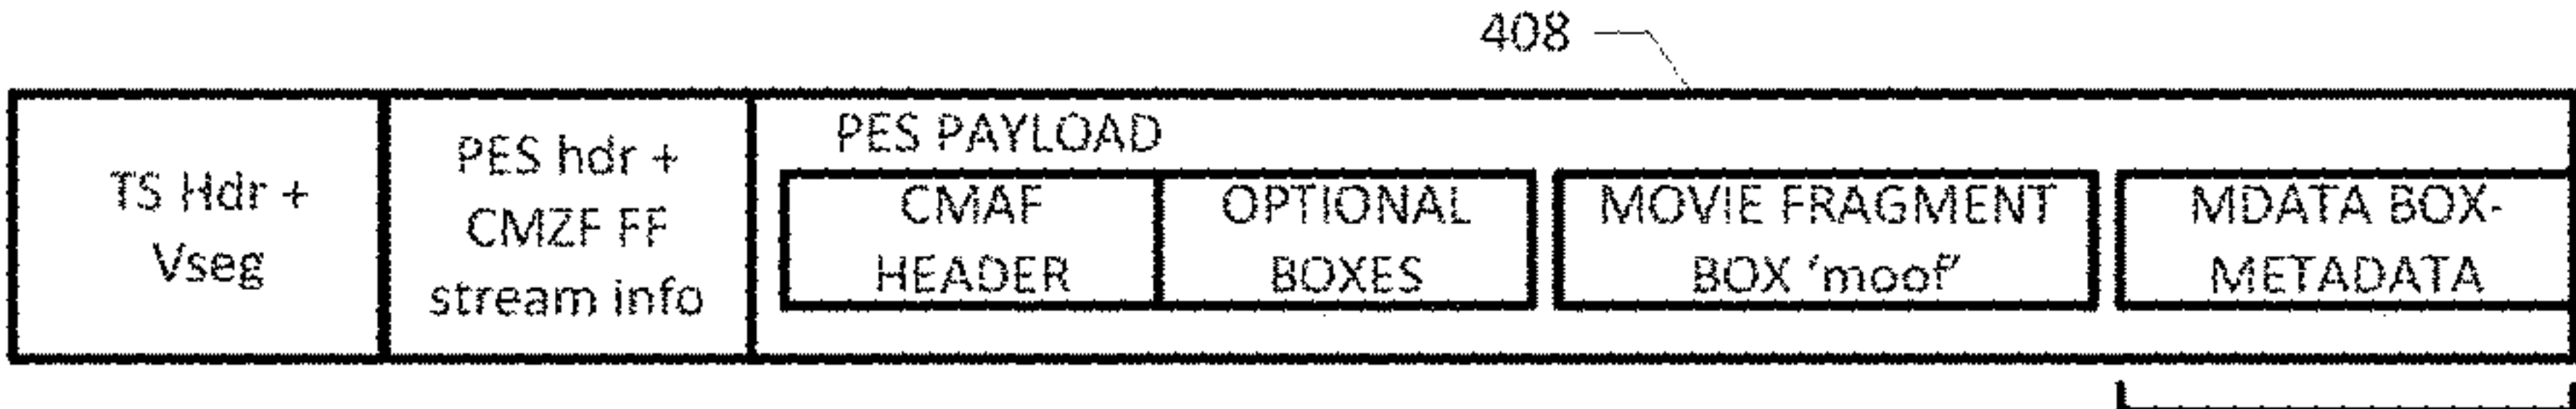 408
TS Hdr +
Vseg
PES hdr +
CMZF FF
stream info
PES PAYLOAD
CMAF
HEADER
OPTIONAL
BOXES
MOVIE FRAGMENT
BOX ‘moof’
MDATA BOX-
METADATA